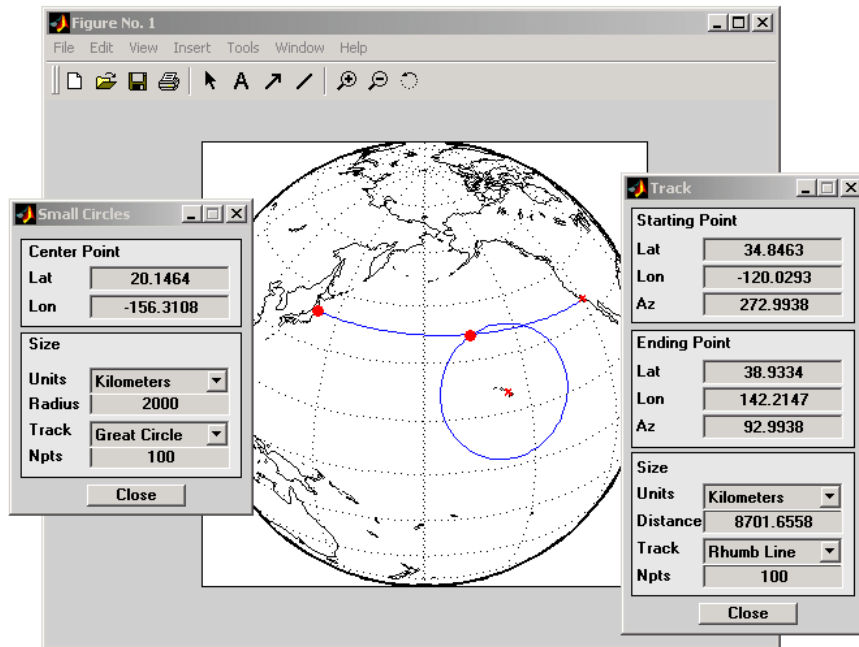 Figure No. 1
File Edit View Insert Tools Window Help
A
Small Circles
Center Point
Lat 20.1464
Lon -156.3108
Size
Units Kilometers
Radius 2000
Track Great Circle
Npts 100
Close
Track
Starting Point
Lat 34.8463
Lon -120.0293
Az 272.9938
Ending Point
Lat 38.9334
Lon 142.2147
Az 92.9938
Size
Units Kilometers
Distance 8701.6558
Track Rhumb Line
Npts 100
Close